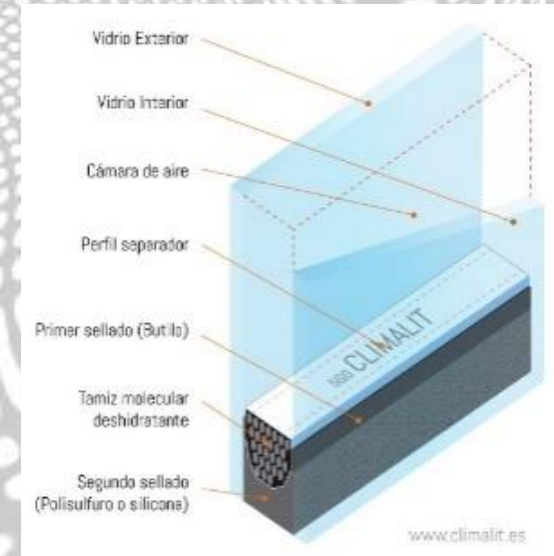 Vidrio Exterior
Vidrio Interior
Cámara de aire
Perfil separador
SGG CLIMALIT
Primer sellado (Butilo)
Tamiz molecular
deshidratante
Segundo sellado
(Polisulfuro o silicona)
www.climalit.es